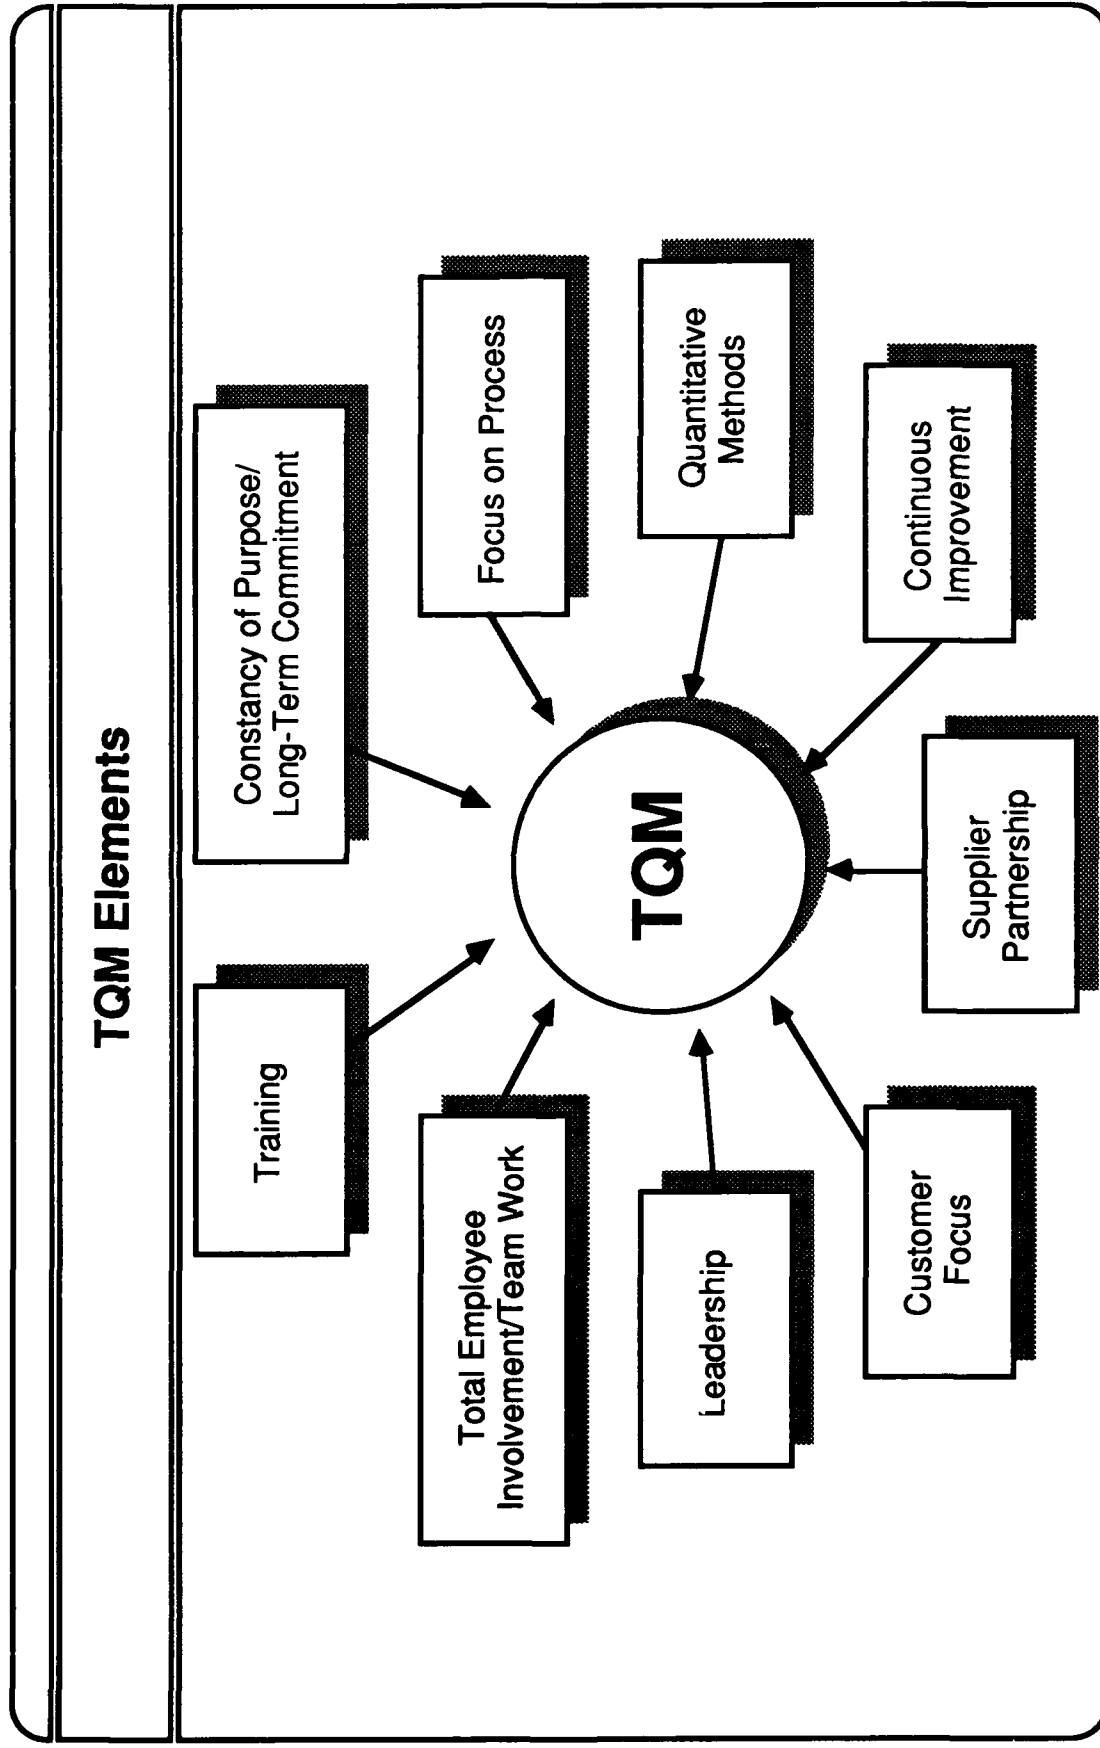 TQM Elements
Training
Constancy of Purpose/
Long-Term Commitment
Total Employee
Involvement/Team Work
Focus on Process
Leadership
TQM
Quantitative
Methods
Customer
Focus
Supplier
Partnership
Continuous
Improvement